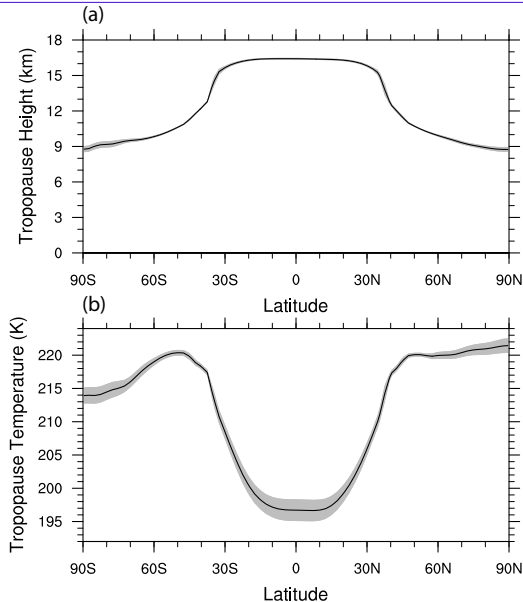 (a)
Tropopause Height (km)
18
15
12
9
6
3
0
90S 60S 30S 0 30N 60N 90N
Latitude
(b)
Tropopause Temperature (K)
220
215
210
205
200
195
90S 60S 30S 0 30N 60N 90N
Latitude